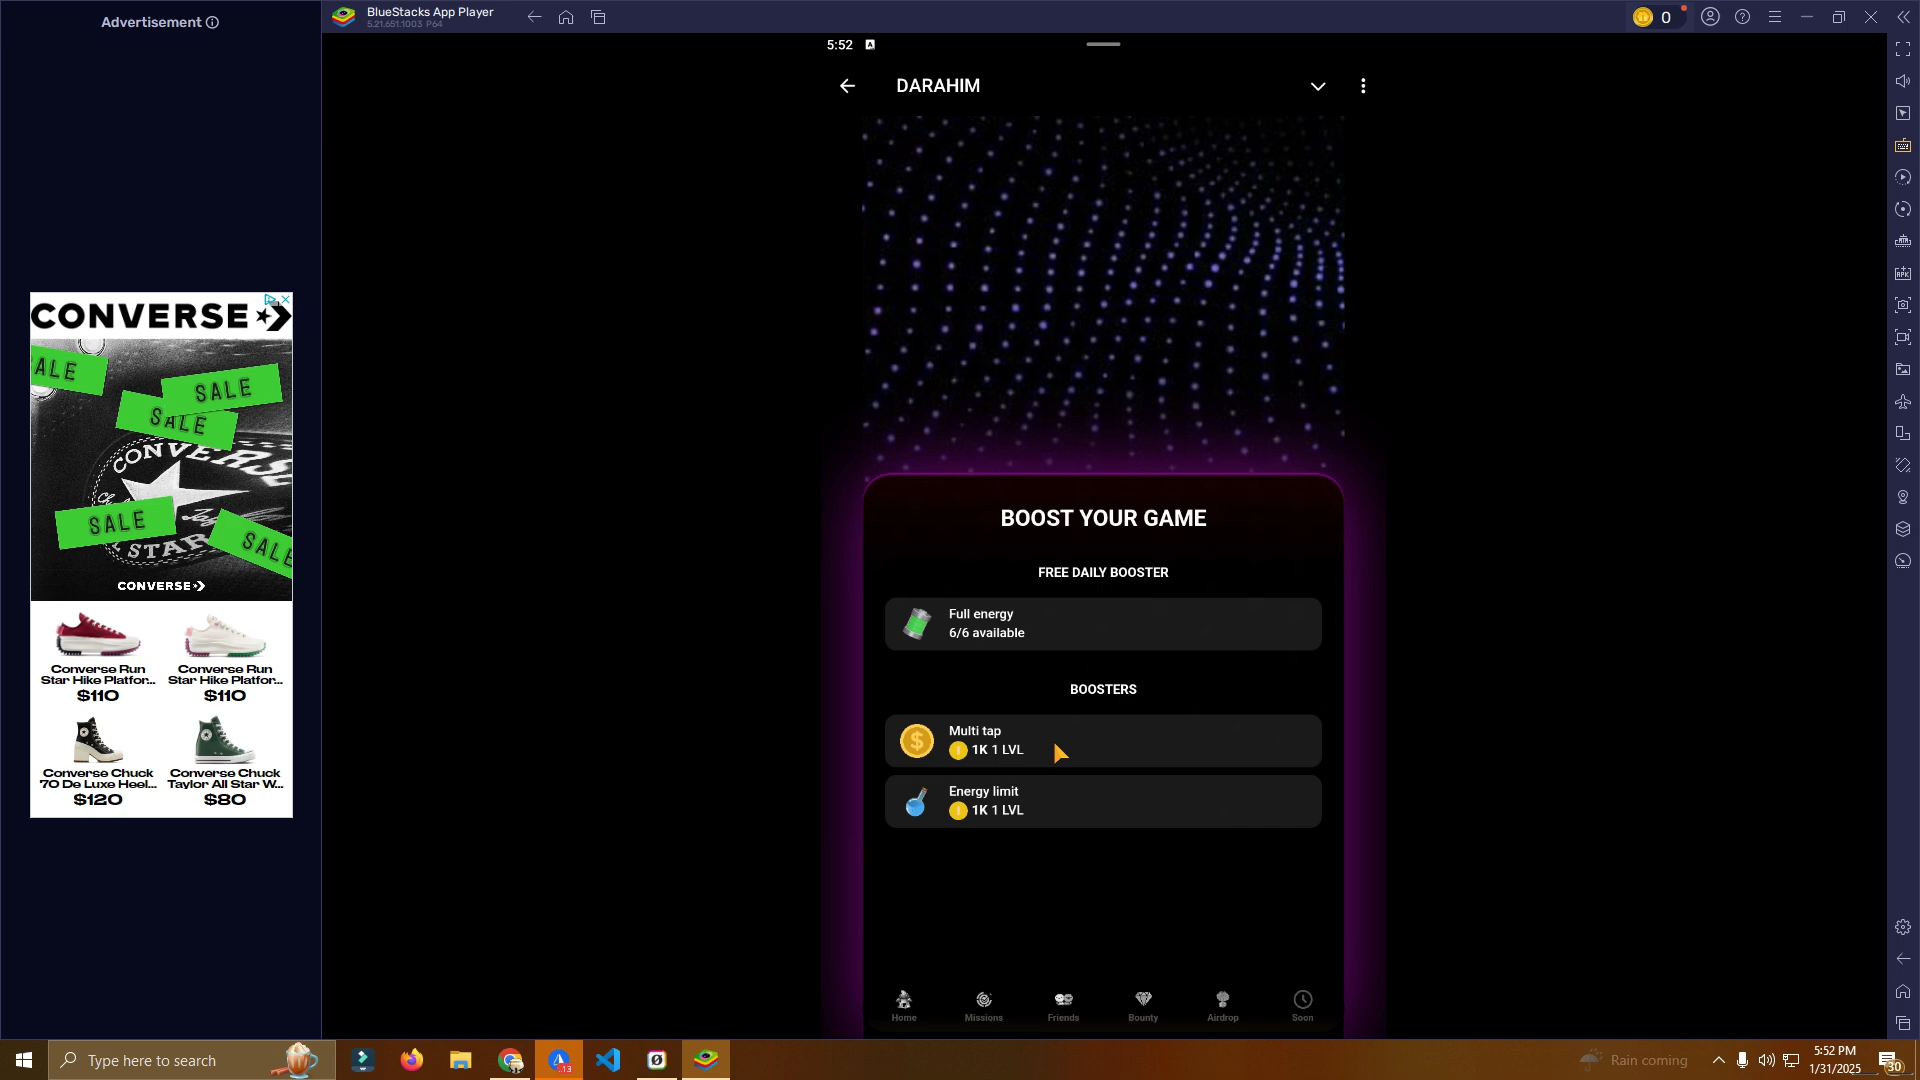 Advertisement
BlueStacks App Player
5.21.651.1003 P64
0
5:52
DARAHIM
CONVERSE
SALE
SALE
SALE
CONVERSE
SALE
SALE
STAR
CONVERSE
Converse Run
Star Hike Platfor...
$110
Converse Run
Star Hike Platfor...
$110
Converse Chuck
'70 De Luxe Heel...
$120
Converse Chuck
Taylor All Star W...
$80
BOOST YOUR GAME
FREE DAILY BOOSTER
Full energy
6/6 available
BOOSTERS
Multi tap
1K 1 LVL
Energy limit
1K 1 LVL
Home
Missions
Friends
Bounty
Airdrop
Soon
APK
Type here to search
13
Rain coming
5:52 PM
1/31/2025
30